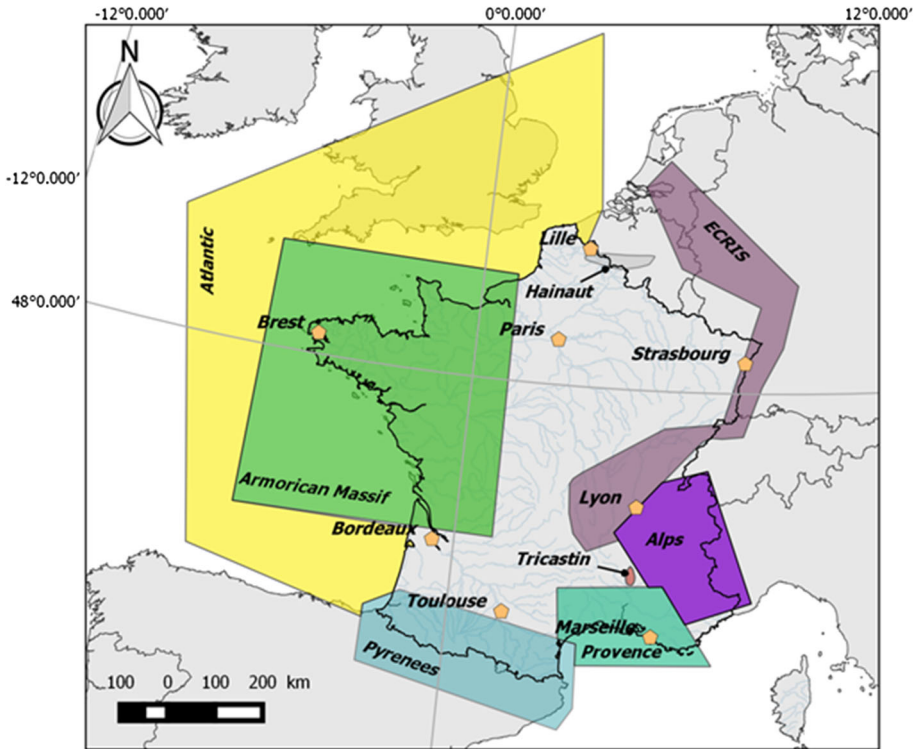 -12°0.000’
0°0.000’
12°0.000’
N
-12°0.000’
48°0.000’
Atlantic
ECRIS
Lille
Hainaut
Brest
Paris
Strasbourg
Armorican Massif
Lyon
Bordeaux
Alps
Tricastin
Toulouse
Marseille
Provence
Pyrenees
100 0 100 200 km